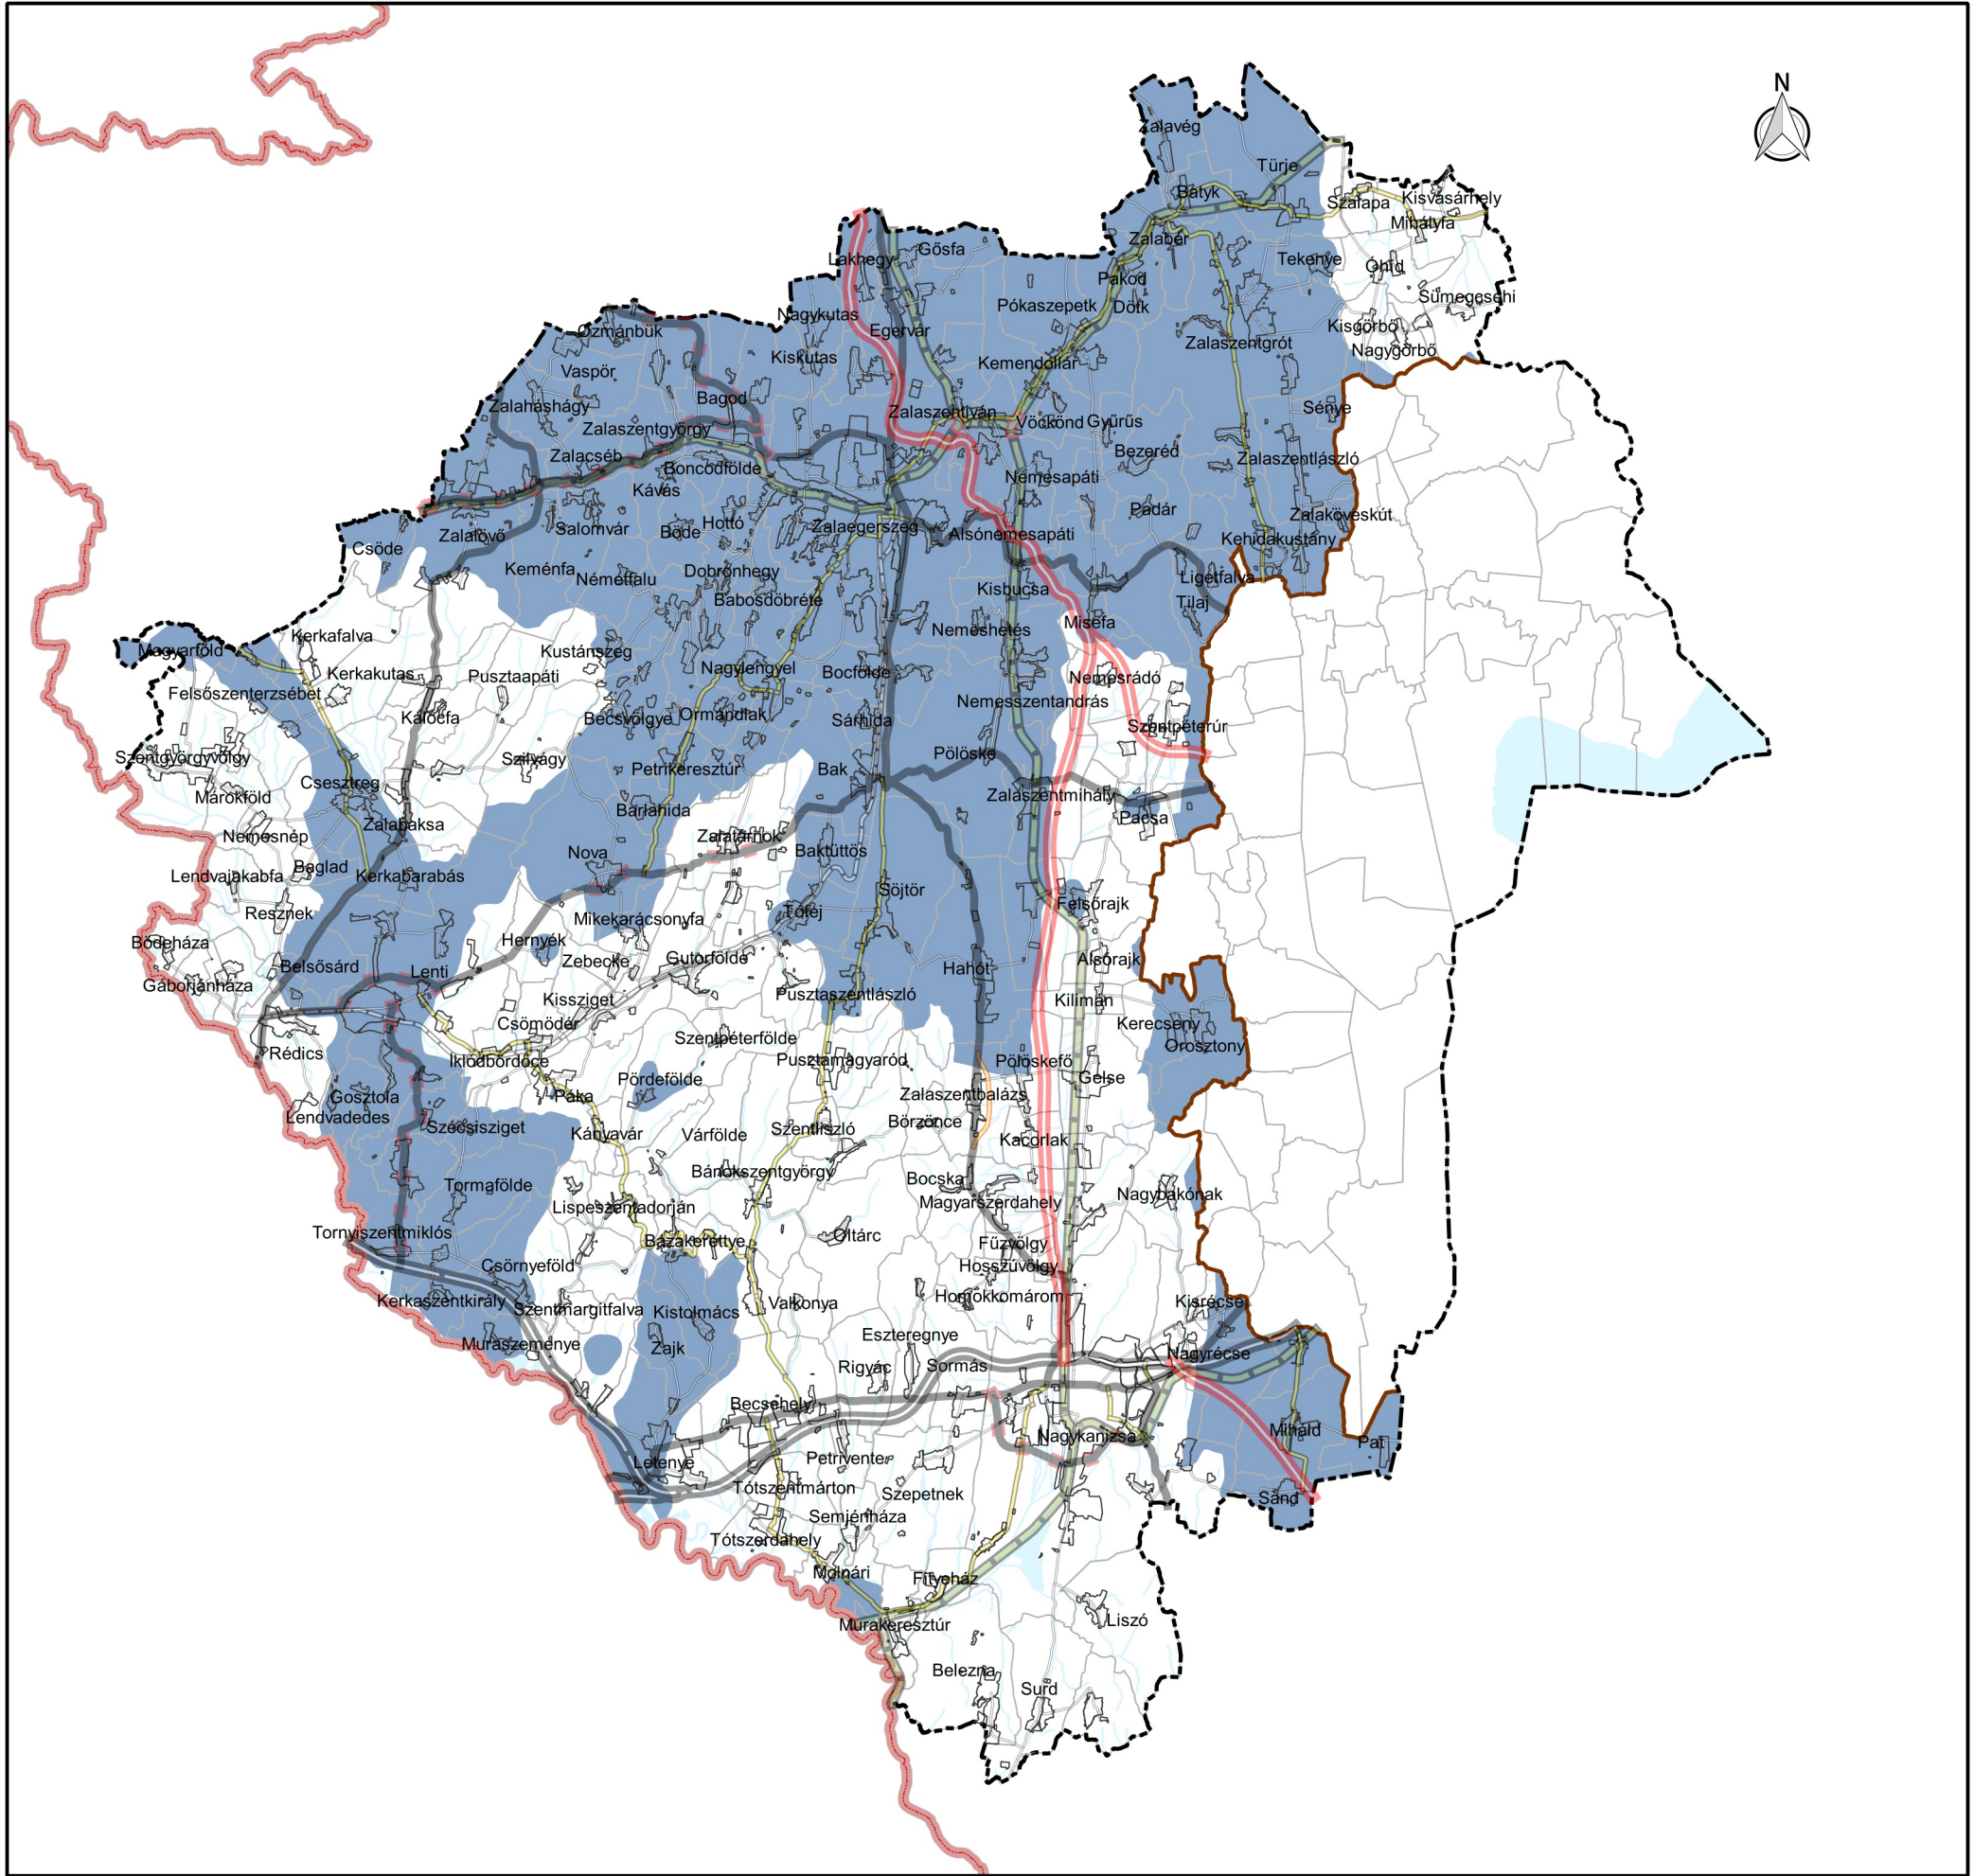 N
Zalavég
Türje
Batyk
Szalapa
Kisvásárhely
Mihályfa
Zalabér
Gősfa
Lakhegy
Tekenye
Óhíd
Pakod
Sümegcsehi
Pókaszepetk
Dötk
Nagykutas
Kisgörbő
Ozmánbük
Egervár
Zalaszentgrót
Nagygörbő
Kiskutas
Kemendollár
Vaspör
Bagod
Zalaháshágy
Sénye
Zalaszentiván
Vöckönd
Gyűrűs
Zalaszentgyörgy
Bezeréd
Zalacséb
Zalaszentlászló
Boncodfölde
Nemesapáti
Kávás
Padár
Zalaköveskút
Hottó
Zalaegerszeg
Salomvár
Böde
Alsónemesapáti
Zalalövő
Kehidakustány
Csöde
Keménfa
Dobronhegy
Németfalu
Ligetfalva
Kisbucsa
Babosdöbréte
Tilaj
Misefa
Nemeshetés
Kerkafalva
Magyarföld
Kustánszeg
Nagylengyel
Bocfölde
Kerkakutas
Pusztaapáti
Nemesrádó
Felsőszenterzsébet
Nemesszentandrás
Kálócfa
Becsvölgye
Ormándlak
Sárhida
Szentpéterúr
Pölöske
Szentgyörgyvölgy
Szilvágy
Petrikeresztúr
Bak
Csesztreg
Márokföld
Zalaszentmihály
Barlahida
Pacsa
Zalabaksa
Nemesnép
Zalatárnok
Nova
Baktüttös
Baglad
Lendvajakabfa
Kerkabarabás
Söjtör
Felsőrajk
Resznek
Tófej
Mikekarácsonyfa
Hernyék
Bödeháza
Gutorfölde
Alsórajk
Zebecke
Belsősárd
Hahót
Lenti
Gáborjánháza
Pusztaszentlászló
Kissziget
Kilimán
Csömödér
Kerecseny
Szentpéterfölde
Orosztony
Rédics
Iklódbördőce
Pusztamagyaród
Pölöskefő
Pördefölde
Gelse
Gosztola
Páka
Zalaszentbalázs
Lendvadedes
Börzönce
Szécsisziget
Kányavár
Várfölde
Szentliszó
Kacorlak
Bánokszentgyörgy
Bocska
Tormafölde
Nagybakónak
Magyarszerdahely
Lispeszentadorján
Tornyiszentmiklós
Oltárc
Bázakerettye
Fűzvölgy
Csörnyeföld
Hosszúvölgy
Homokkomárom
Kerkaszentkirály
Kisrécse
Valkonya
Szentmargitfalva
Kistolmács
Eszteregnye
Muraszemenye
Zajk
Nagyrécse
Rigyác
Sormás
Becsehely
Miháld
Nagykanizsa
Pat
Petrivente
Letenye
Tótszentmárton
Szepetnek
Sand
Semjénháza
Tótszerdahely
Molnári
Fityeház
Murakeresztúr
Liszó
Belezna
Surd